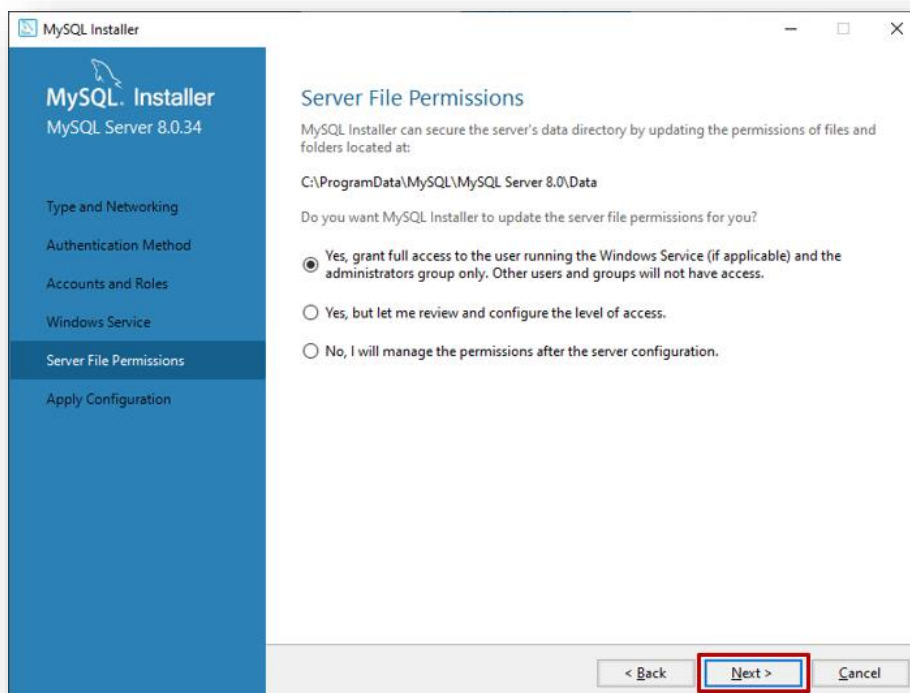 MySQL Installer
MySQL. Installer
MySQL Server 8.0.34
Type and Networking
Authentication Method
Accounts and Roles
Windows Service
Server File Permissions
Apply Configuration
Server File Permissions
MySQL Installer can secure the server's data directory by updating the permissions of files and
folders located at:
C:\ProgramData\MySQL\MySQL Server 8.0\Data
Do you want MySQL Installer to update the server file permissions for you?
Yes, grant full access to the user running the Windows Service (if applicable) and the
administrators group only. Other users and groups will not have access.
Yes, but let me review and configure the level of access.
No, I will manage the permissions after the server configuration.
< Back
Next >
Cancel